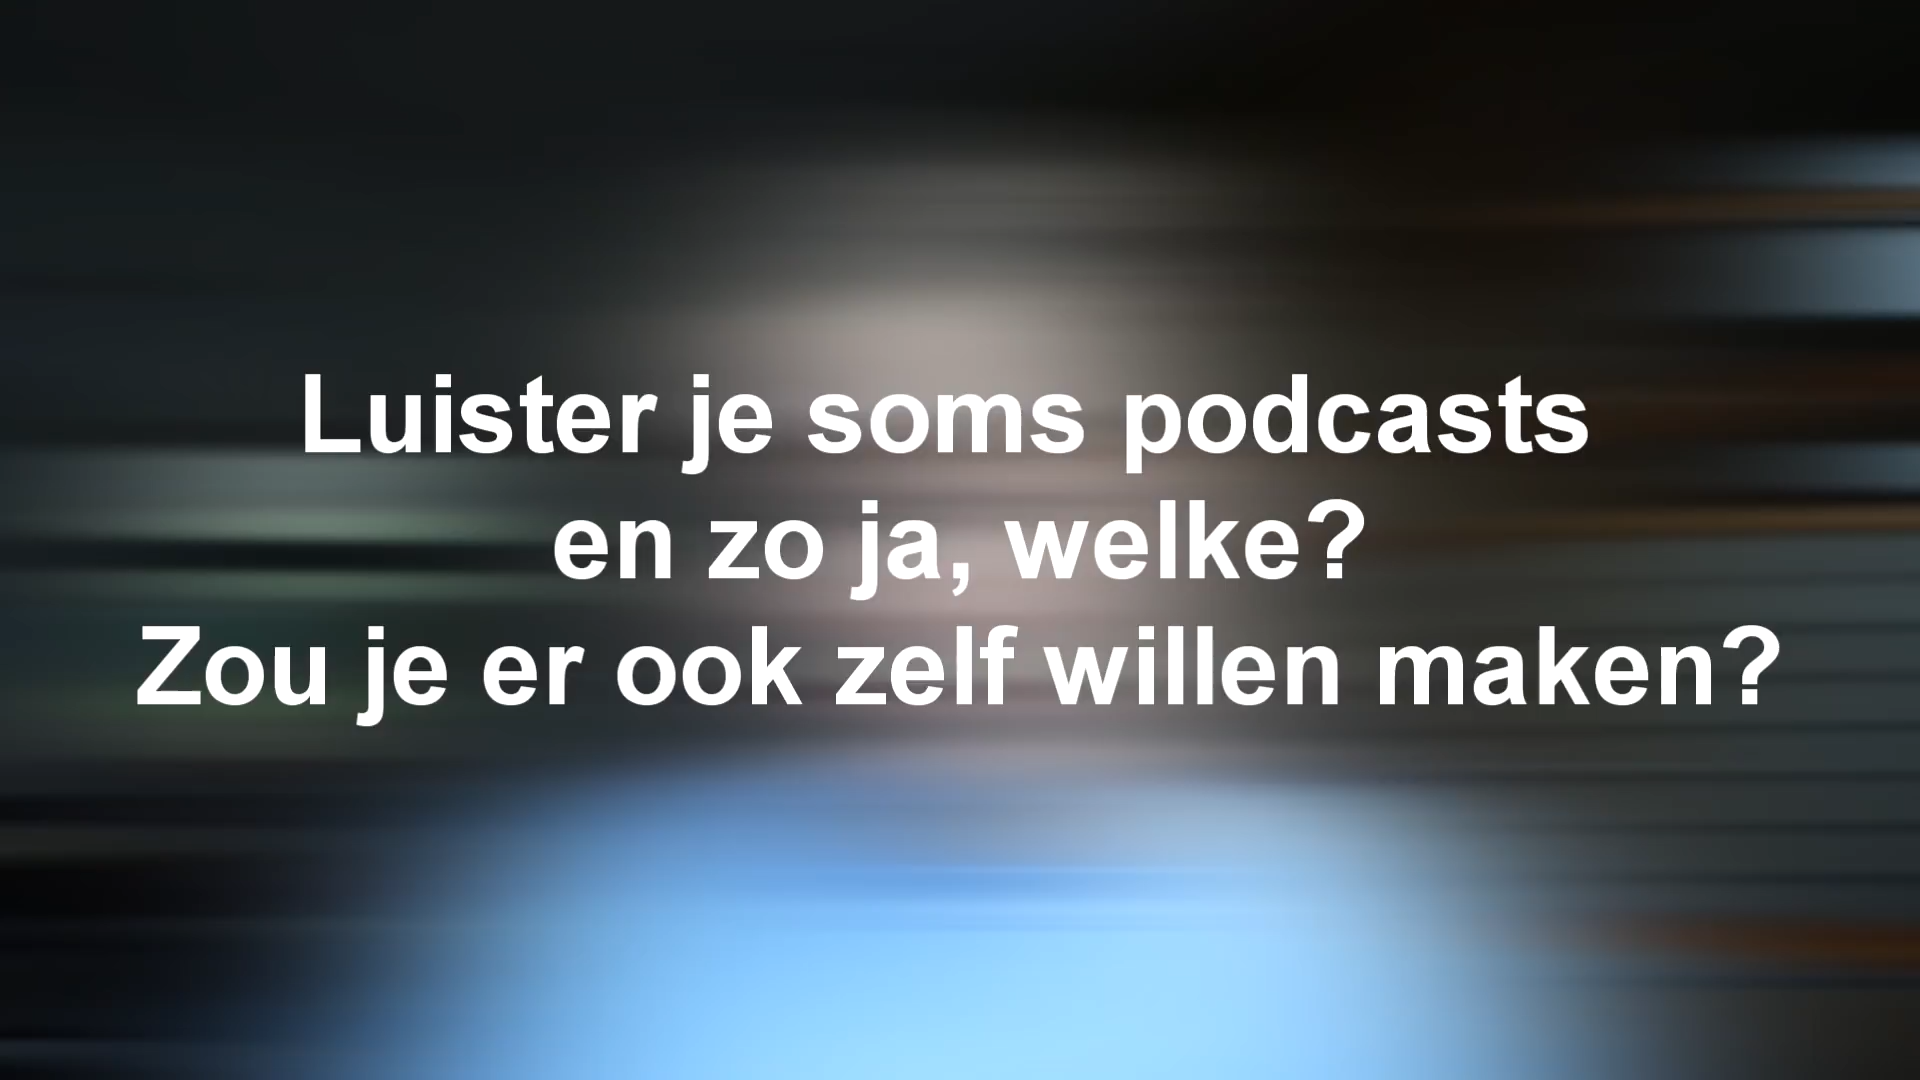 Luister je soms podcasts
en zo ja, welke?
Zou je er ook zelf willen maken?